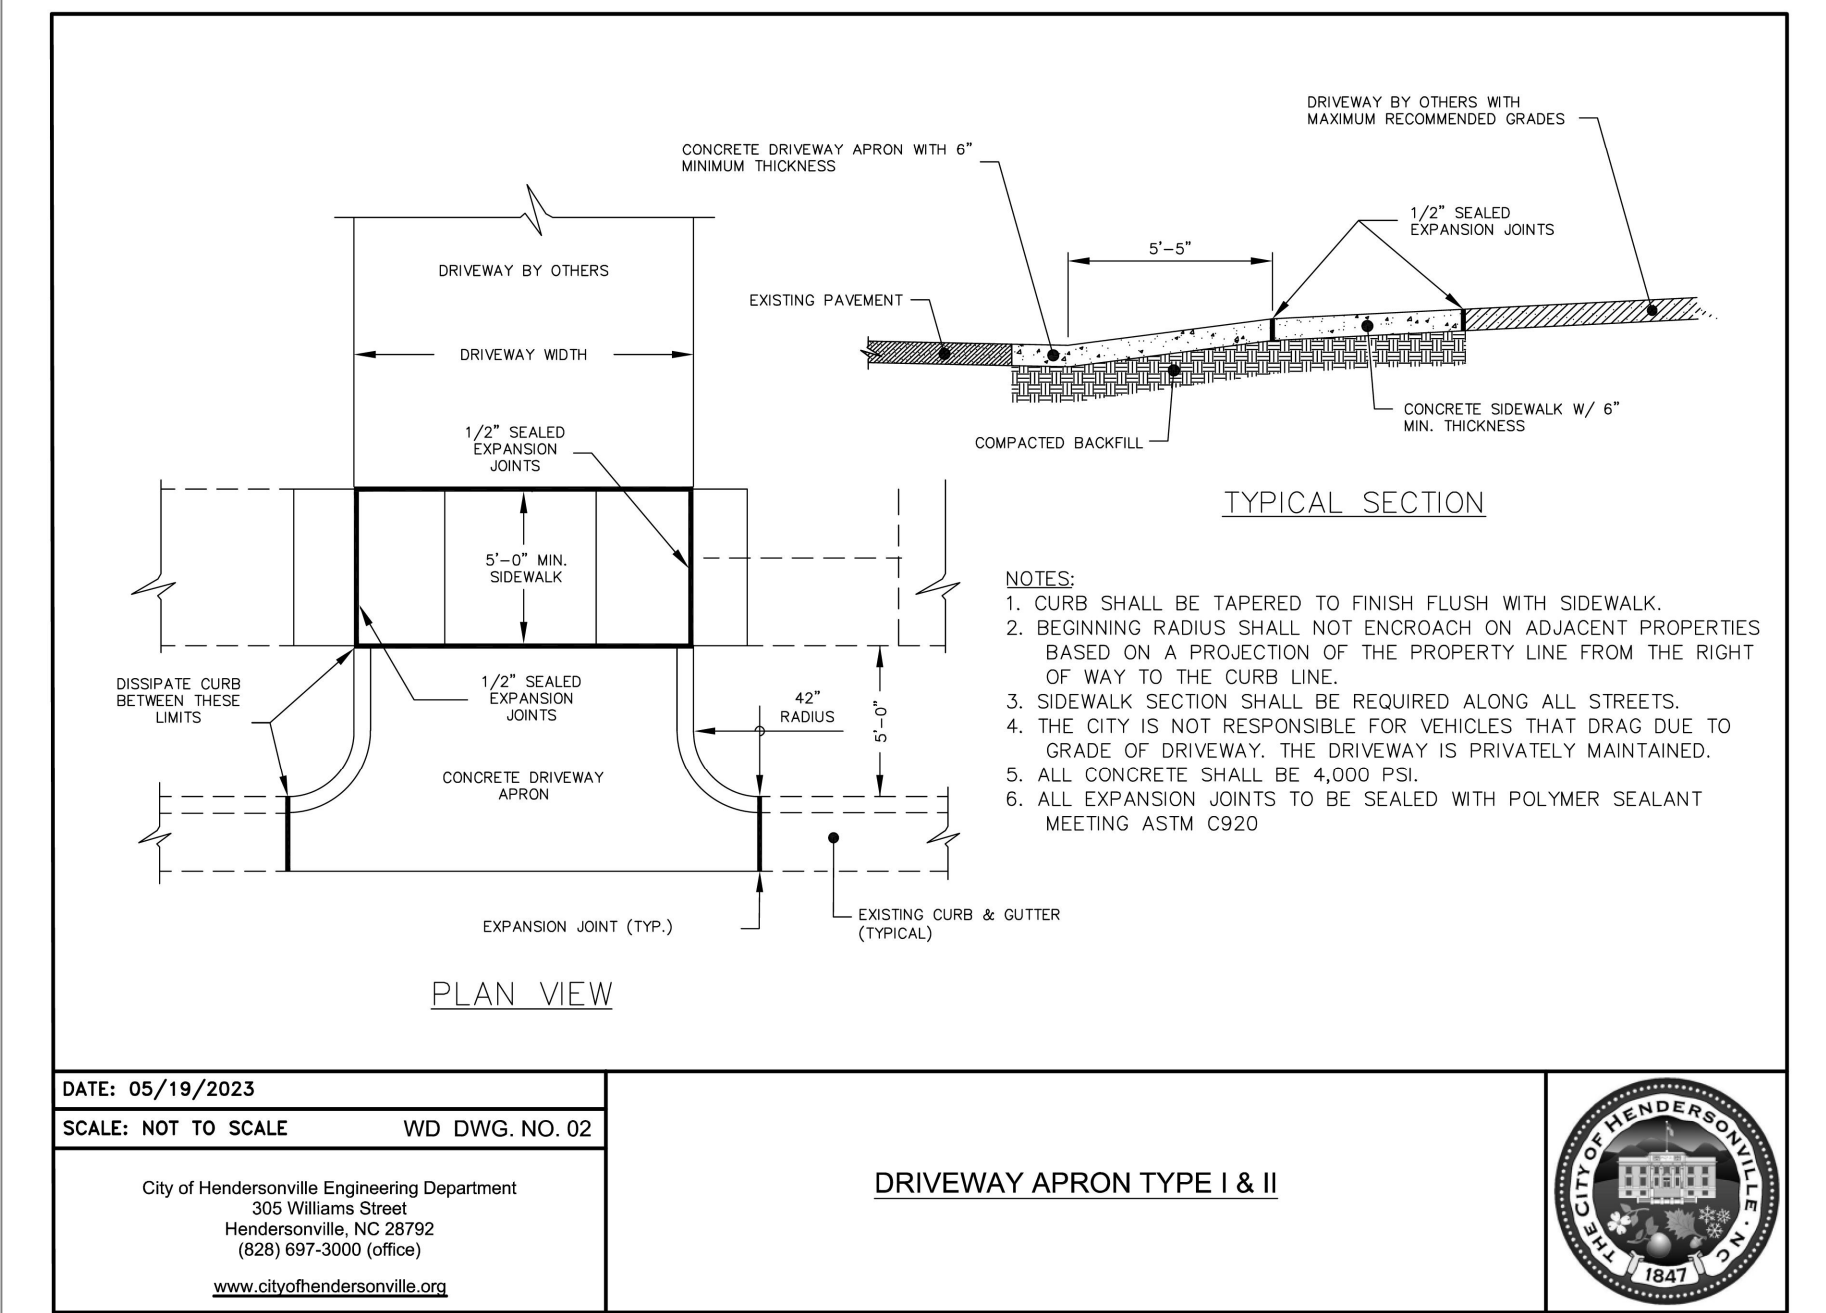 DRIVEWAY BY OTHERS WITH
MAXIMUM RECOMMENDED GRADES
CONCRETE DRIVEWAY APRON WITH 6"
MINIMUM THICKNESS
1/2" SEALED
EXPANSION JOINTS
5'-5"
EXISTING PAVEMENT
CONCRETE SIDEWALK W/ 6"
MIN. THICKNESS
COMPACTED BACKFILL
TYPICAL SECTION
DRIVEWAY BY OTHERS
DRIVEWAY WIDTH
1/2" SEALED
EXPANSION
JOINTS
5'-0" MIN.
SIDEWALK
DISSIPATE CURB
BETWEEN THESE
LIMITS
1/2" SEALED
EXPANSION
JOINTS
42"
RADIUS
5'-0"
CONCRETE DRIVEWAY
APRON
EXPANSION JOINT (TYP.)
EXISTING CURB & GUTTER
(TYPICAL)
PLAN VIEW
NOTES:
1. CURB SHALL BE TAPERED TO FINISH FLUSH WITH SIDEWALK.
2. BEGINNING RADIUS SHALL NOT ENCROACH ON ADJACENT PROPERTIES
BASED ON A PROJECTION OF THE PROPERTY LINE FROM THE RIGHT
OF WAY TO THE CURB LINE.
3. SIDEWALK SECTION SHALL BE REQUIRED ALONG ALL STREETS.
4. THE CITY IS NOT RESPONSIBLE FOR VEHICLES THAT DRAG DUE TO
GRADE OF DRIVEWAY. THE DRIVEWAY IS PRIVATELY MAINTAINED.
5. ALL CONCRETE SHALL BE 4,000 PSI.
6. ALL EXPANSION JOINTS TO BE SEALED WITH POLYMER SEALANT
MEETING ASTM C920
DATE: 05/19/2023
SCALE: NOT TO SCALE WD DWG. NO. 02
City of Hendersonville Engineering Department
305 Williams Street
Hendersonville, NC 28792
(828) 697-3000 (office)
www.cityofhendersonville.org
DRIVEWAY APRON TYPE I & II
THE CITY OF HENDERSONVILLE · NC
1847